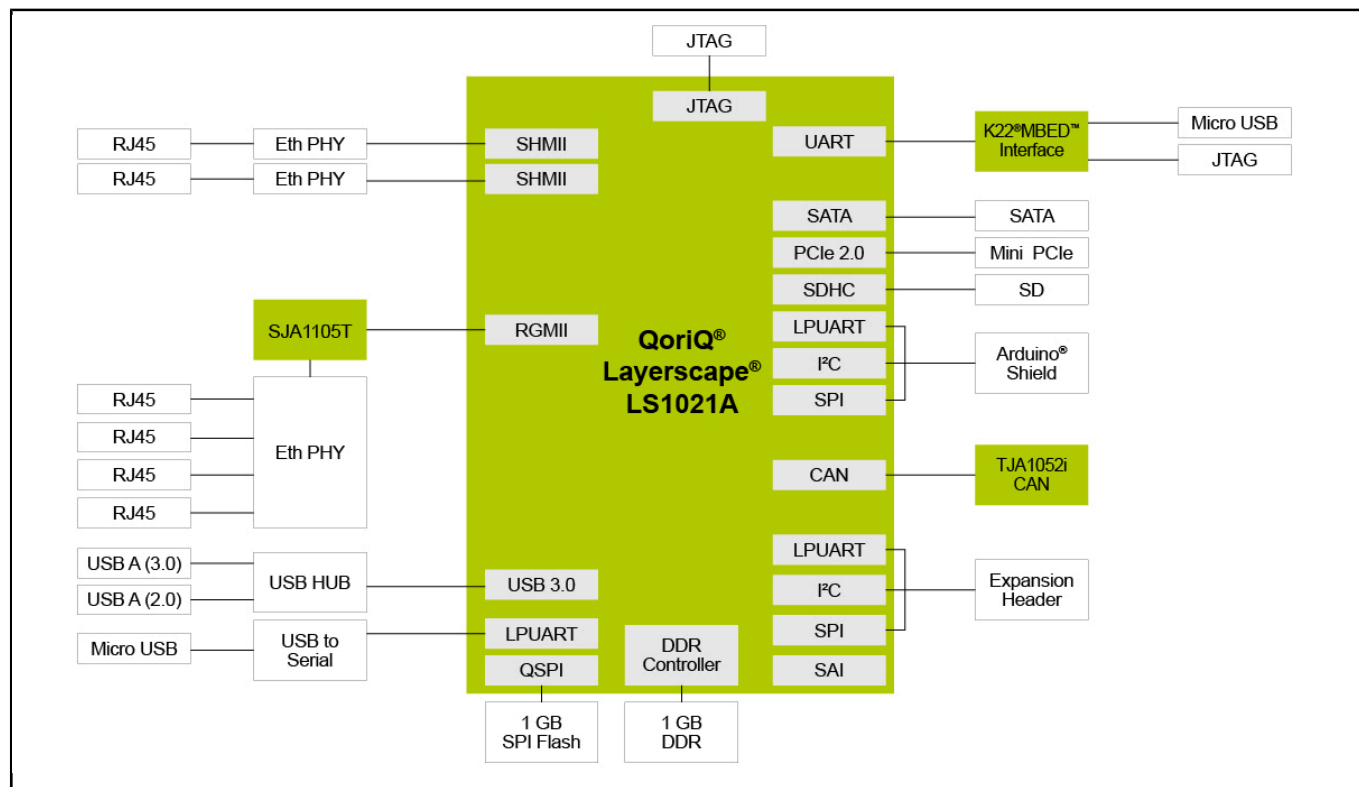 JTAG
JTAG
RJ45
Eth PHY
SHMII
UART
K22®MBED™
Interface
Micro USB
JTAG
RJ45
Eth PHY
SHMII
SATA
SATA
PCIe 2.0
Mini PCIe
SDHC
SD
SJA1105T
RGMII
QoriQ®
Layerscape®
LS1021A
LPUART
I²C
SPI
Arduino®
Shield
RJ45
RJ45
RJ45
RJ45
Eth PHY
CAN
TJA1052i
CAN
LPUART
I²C
SPI
SAI
Expansion
Header
USB A (3.0)
USB A (2.0)
USB HUB
USB 3.0
Micro USB
USB to
Serial
LPUART
QSPI
DDR
Controller
1 GB
SPI Flash
1 GB
DDR